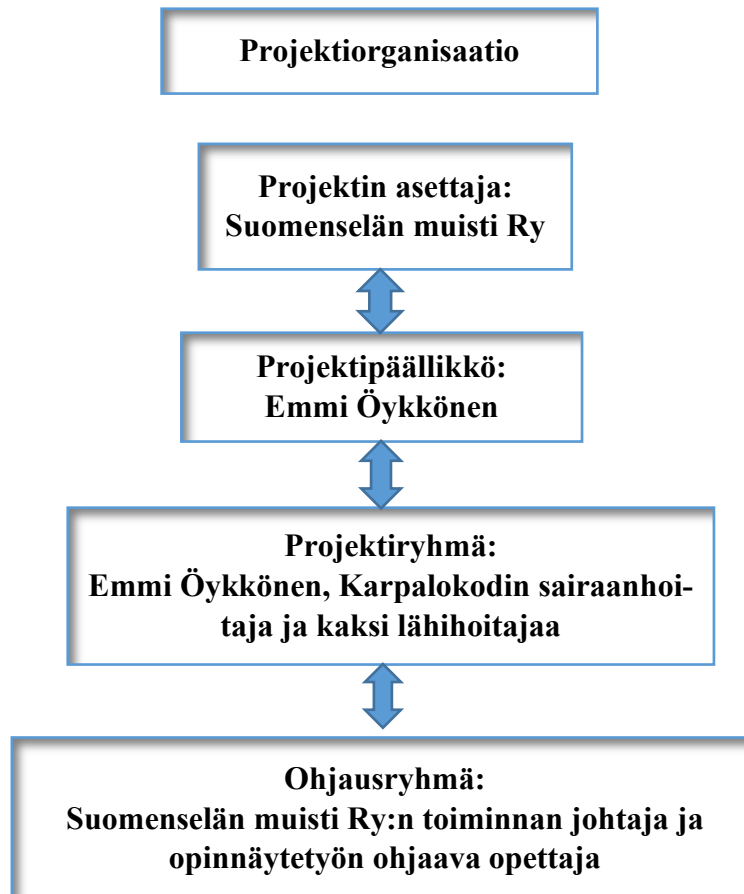 Projektiorganisaatio
Projektin asettaja:
Suomenselän muisti Ry
Projektipäällikkö:
Emmi Öykkönen
Projektiryhmä:
Emmi Öykkönen, Karpalokodin sairaanhoi-
taja ja kaksi lähihoitajaa
Ohjausryhmä:
Suomenselän muisti Ry:n toiminnan johtaja ja
opinnäytetyön ohjaava opettaja